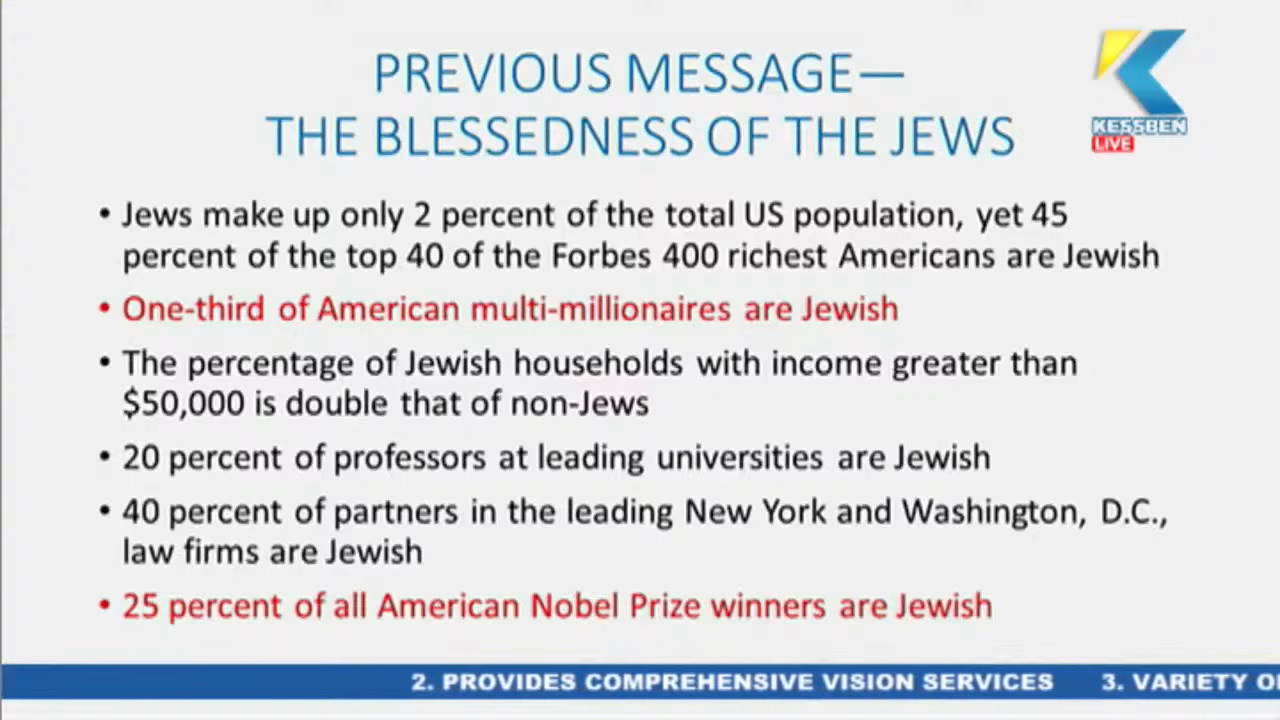 PREVIOUS MESSAGE—
THE BLESSEDNESS OF THE JEWS
KESSBEN
LIVE
• Jews make up only 2 percent of the total US population, yet 45
percent of the top 40 of the Forbes 400 richest Americans are Jewish
• One-third of American multi-millionaires are Jewish
• The percentage of Jewish households with income greater than
$50,000 is double that of non-Jews
• 20 percent of professors at leading universities are Jewish
• 40 percent of partners in the leading New York and Washington, D.C.,
law firms are Jewish
• 25 percent of all American Nobel Prize winners are Jewish
2. PROVIDES COMPREHENSIVE VISION SERVICES 3. VARIETY